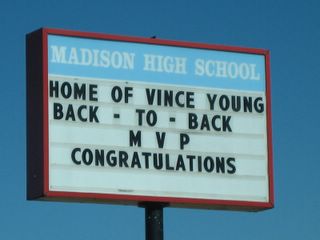 MADISON HIGH SCHOOL
HOME OF VINCE YOUNG
BACK - TO - BACK
M V P
CONGRATULATIONS